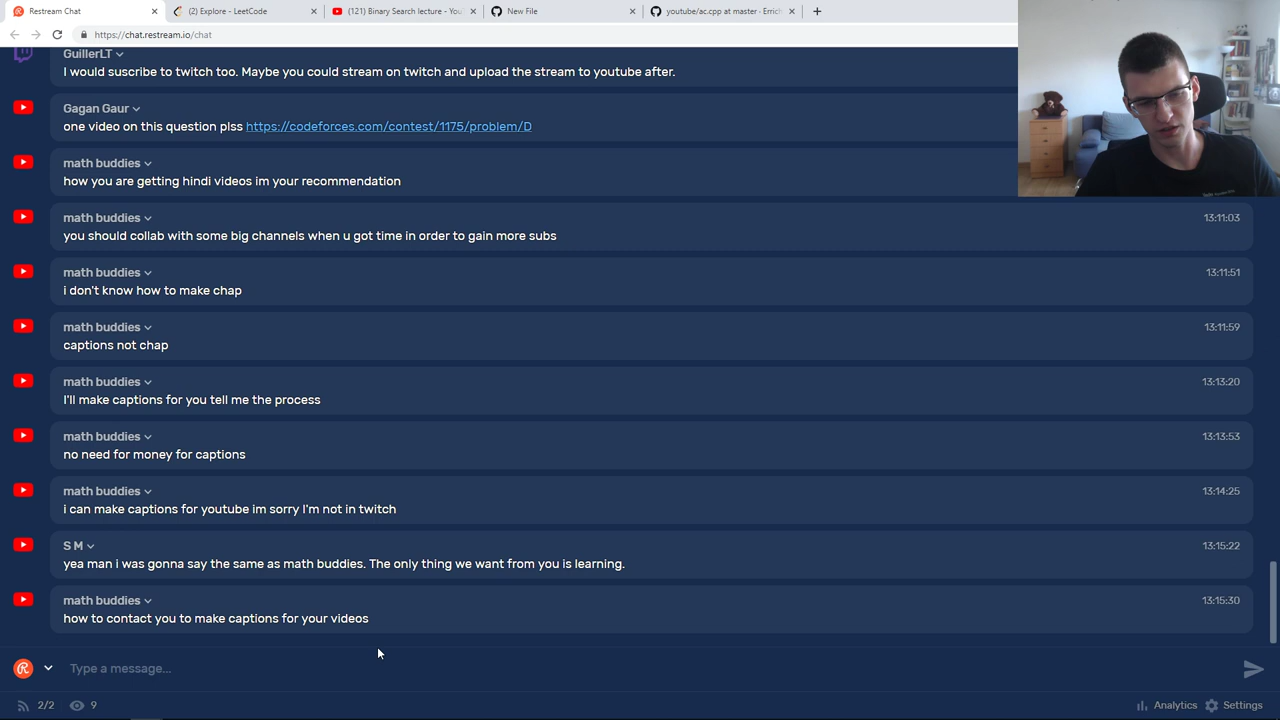 Restream Chat
(2) Explore - LeetCode
(121) Binary Search lecture - You
New File
youtube/ac.cpp at master · Errich
https://chat.restream.io/chat
GuillerLT
I would suscribe to twitch too. Maybe you could stream on twitch and upload the stream to youtube after.
Gagan Gaur
one video on this question plss https://codeforces.com/contest/1175/problem/D
math buddies
how you are getting hindi videos im your recommendation
math buddies
13:11:03
you should collab with some big channels when u got time in order to gain more subs
math buddies
13:11:51
i don't know how to make chap
math buddies
13:11:59
captions not chap
math buddies
13:13:20
I'll make captions for you tell me the process
math buddies
13:13:53
no need for money for captions
math buddies
13:14:25
i can make captions for youtube im sorry I'm not in twitch
S M
13:15:22
yea man i was gonna say the same as math buddies. The only thing we want from you is learning.
math buddies
13:15:30
how to contact you to make captions for your videos
Type a message...
2/2
9
Analytics
Settings